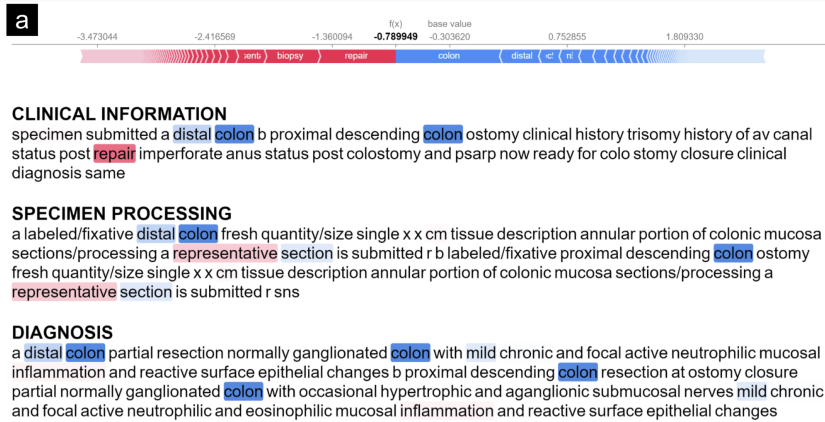 a
f(x) base value
-3.473044 -2.416569 -1.360094 -0.789949 -0.303620 0.752855 1.809330
biopsy repair colon distal
CLINICAL INFORMATION
specimen submitted a distal colon b proximal descending colon ostomy clinical history trisomy history of av canal
status post repair imperforate anus status post colostomy and psarp now ready for colo stomy closure clinical
diagnosis same
SPECIMEN PROCESSING
a labeled/fixative distal colon fresh quantity/size single x x cm tissue description annular portion of colonic mucosa
sections/processing a representative section is submitted r b labeled/fixative proximal descending colon ostomy
fresh quantity/size single x x cm tissue description annular portion of colonic mucosa sections/processing a
representative section is submitted r sns
DIAGNOSIS
a distal colon partial resection normally ganglionated colon with mild chronic and focal active neutrophilic mucosal
inflammation and reactive surface epithelial changes b proximal descending colon resection at ostomy closure
partial normally ganglionated colon with occasional hypertrophic and aganglionic submucosal nerves mild chronic
and focal active neutrophilic and eosinophilic mucosal inflammation and reactive surface epithelial changes